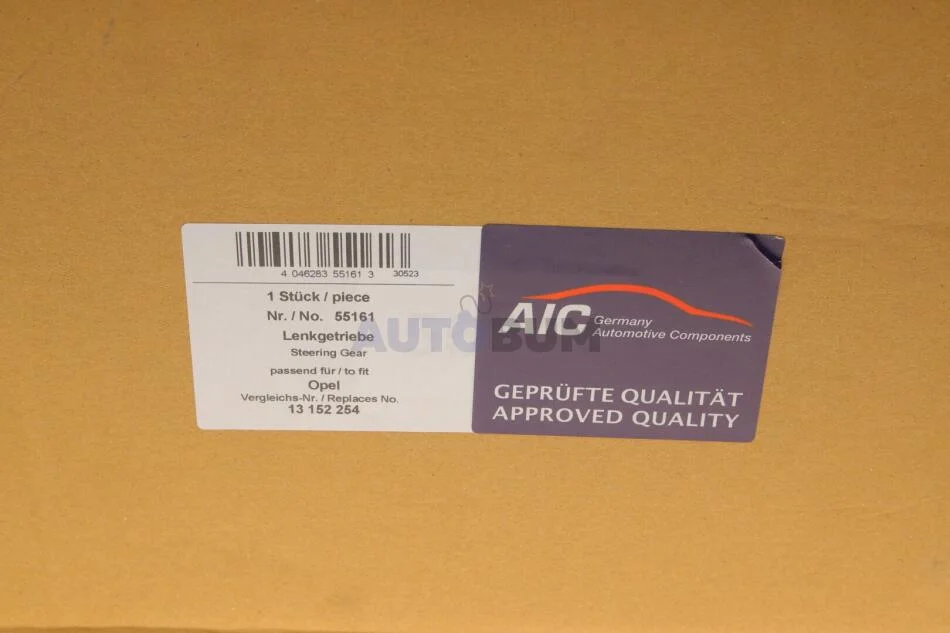 4 046283 55161 3
30523
1 Stück / piece
Nr. / No. 55161
Lenkgetriebe
Steering Gear
passend für / to fit
Opel
Vergleichs-Nr. / Replaces No.
13 152 254
AIC Germany
Automotive Components
GEPRÜFTE QUALITÄT
APPROVED QUALITY
AUTOBUM